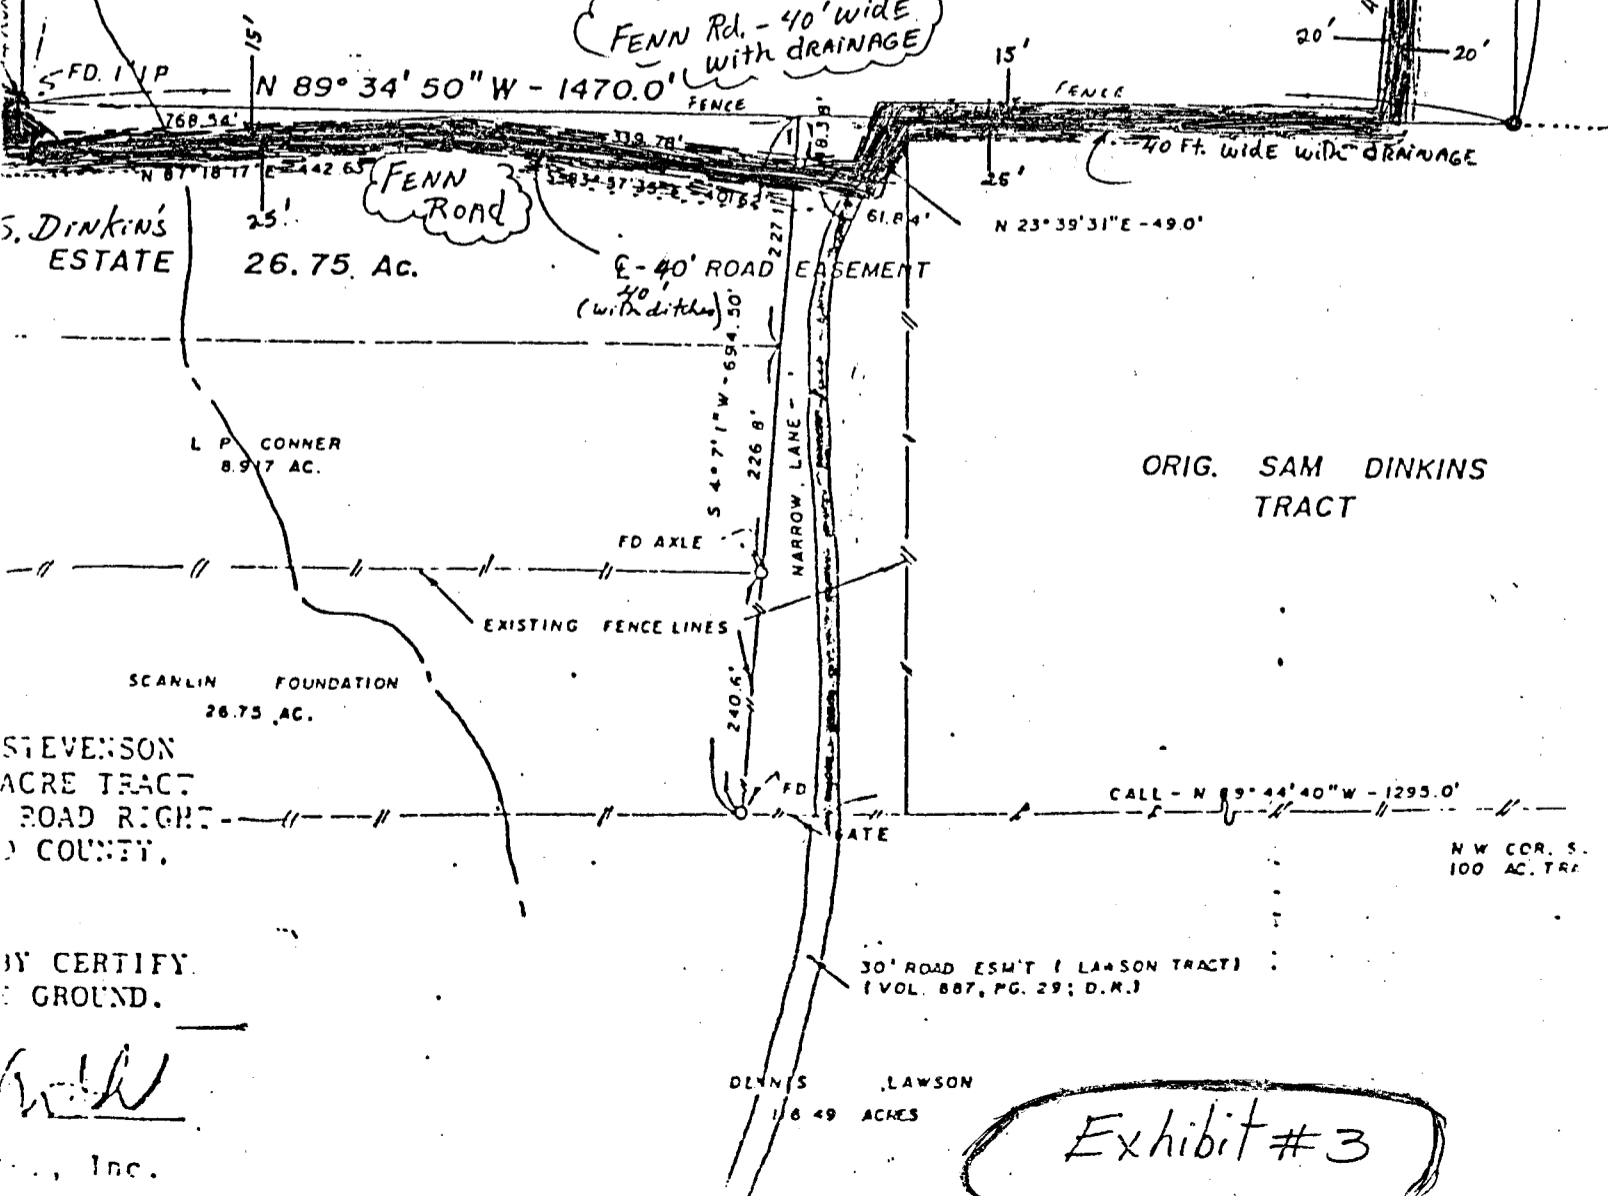 FENN Rd. - 40' wide
with dRAINAGE
15'
15'
20'
20'
FD. 1" IP
N 89° 34' 50" W - 1470.0'
FENCE
FENCE
768.54'
339.78'
40 Ft. wide with dRAINAGE
N 87° 18' 17" E - 442.65
FENN
Road
25'
25'
61.84'
N 23° 39' 31" E - 49.0'
S. Dinkin's
ESTATE
26.75 Ac.
227.1
℄ - 40' ROAD EASEMENT
40'
(with ditches)
S 4° 7' 1" W - 694.50'
L P CONNER
8.917 AC.
226.8'
NARROW LANE
ORIG. SAM DINKINS
TRACT
FD AXLE
EXISTING FENCE LINES
SCANLIN FOUNDATION
26.75 AC.
240.6'
STEVENSON
ACRE TRACT
ROAD RIGHT
COUNTY.
FD
GATE
CALL - N 89° 44' 40" W - 1295.0'
N W COR. S.
100 AC. TRA
BY CERTIFY
GROUND.
30' ROAD ESM'T ( LAWSON TRACT)
(VOL. 887, PG. 29; D.R.)
LAWSON
ACRES
, Inc.
Exhibit #3